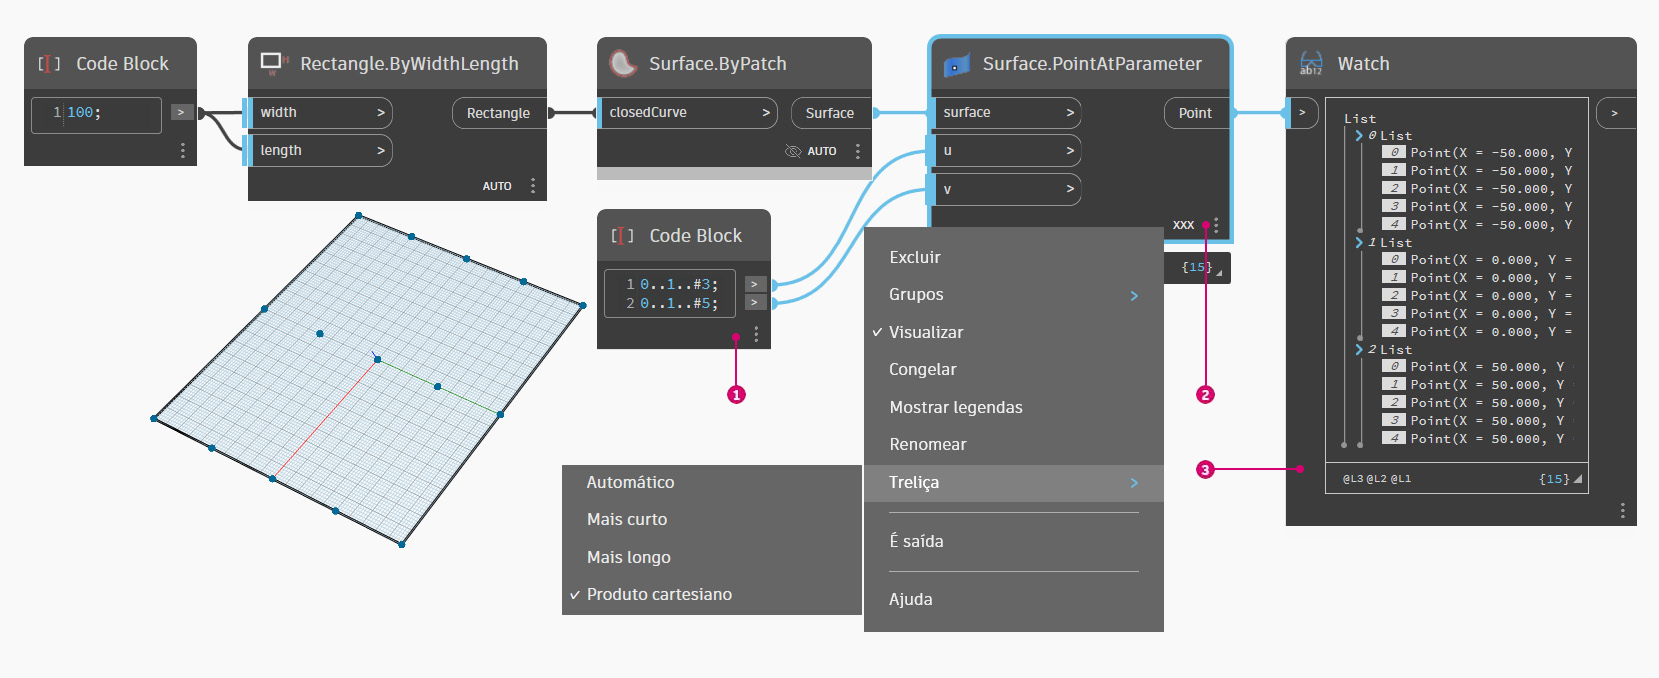 Code Block
1 100;
>
Rectangle.ByWidthLength
width >
length >
Rectangle
AUTO
Surface.ByPatch
closedCurve >
Surface
AUTO
Code Block
1 0..1..#3;
2 0..1..#5;
>
>
1
Surface.PointAtParameter
surface >
u >
v >
Point
XXX
{15}
2
Excluir
Grupos >
Visualizar
Congelar
Mostrar legendas
Renomear
Treliça >
É saída
Ajuda
Automático
Mais curto
Mais longo
Produto cartesiano
3
ab12
Watch
>
>
List
0 List
0 Point(X = -50.000, Y
1 Point(X = -50.000, Y
2 Point(X = -50.000, Y
3 Point(X = -50.000, Y
4 Point(X = -50.000, Y
1 List
0 Point(X = 0.000, Y =
1 Point(X = 0.000, Y =
2 Point(X = 0.000, Y =
3 Point(X = 0.000, Y =
4 Point(X = 0.000, Y =
2 List
0 Point(X = 50.000, Y
1 Point(X = 50.000, Y
2 Point(X = 50.000, Y
3 Point(X = 50.000, Y
4 Point(X = 50.000, Y
@L3 @L2 @L1 {15}